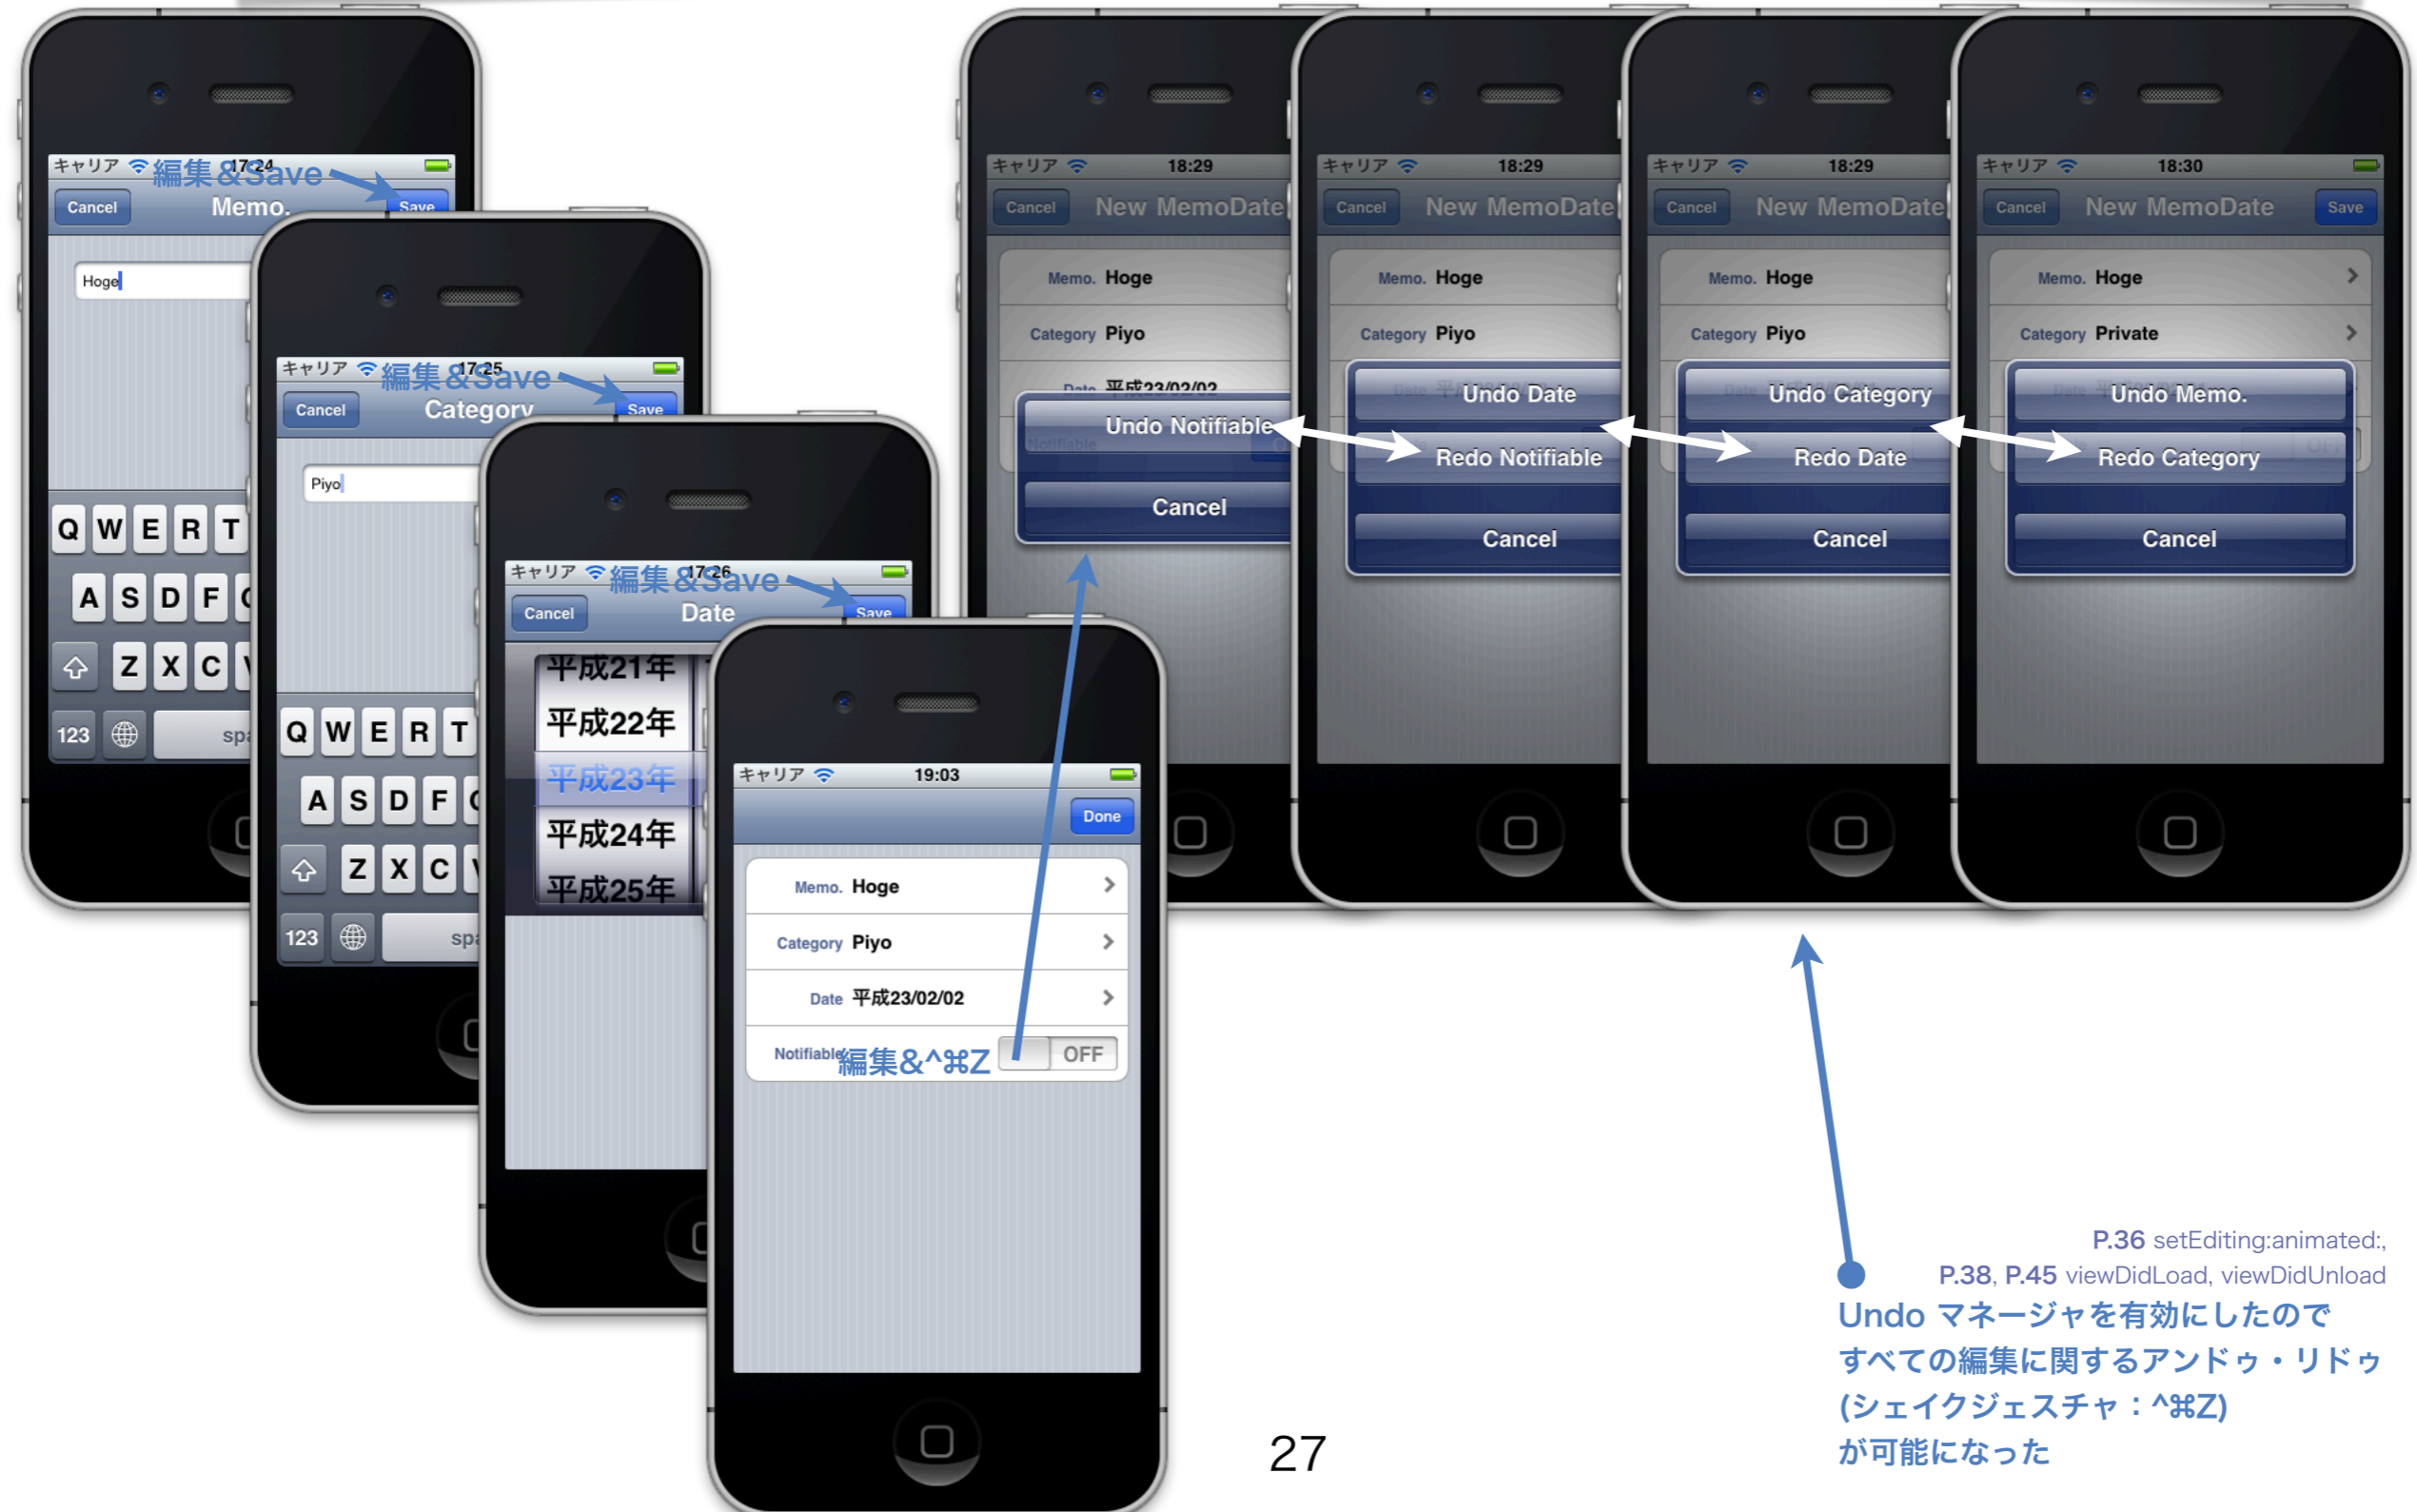 キャリア 17:24
編集&Save
Cancel Memo. Save
Hoge
Q W E R T
A S D F
Z X C
123
キャリア 17:25
編集&Save
Cancel Category Save
Piyo
Q W E R T
A S D F
Z X C
123
キャリア 17:26
編集&Save
Cancel Date Save
平成21年
平成22年
平成23年
平成24年
平成25年
キャリア 19:03
Done
Memo. Hoge
Category Piyo
Date 平成23/02/02
Notifiable OFF
編集&^⌘Z
キャリア 18:29
Cancel New MemoDate
Memo. Hoge
Category Piyo
Date 平成23/02/02
Notifiable
Undo Notifiable
Cancel
キャリア 18:29
Cancel New MemoDate
Memo. Hoge
Category Piyo
Undo Date
Redo Notifiable
Cancel
キャリア 18:29
Cancel New MemoDate
Memo. Hoge
Category Piyo
Undo Category
Redo Date
Cancel
キャリア 18:30
Cancel New MemoDate Save
Memo. Hoge
Category Private
Undo Memo.
Redo Category
Cancel
P.36 setEditing:animated:,
P.38, P.45 viewDidLoad, viewDidUnload
Undo マネージャを有効にしたので
すべての編集に関するアンドゥ・リドゥ
(シェイクジェスチャ:^⌘Z)
が可能になった
27